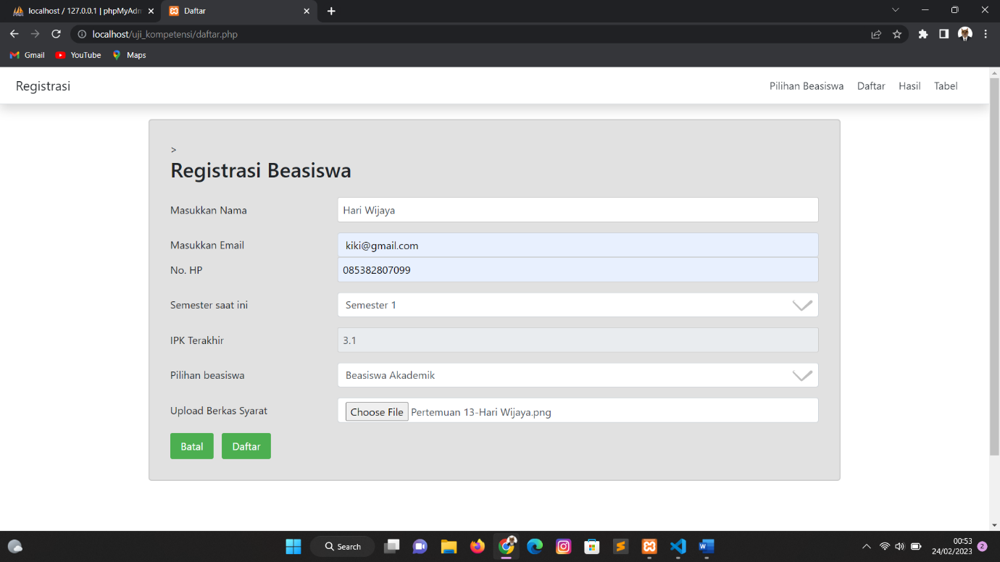 localhost / 127.0.0.1 | phpMyAdm
Daftar
localhost/uji_kompetensi/daftar.php
Gmail YouTube Maps
Registrasi Pilihan Beasiswa Daftar Hasil Tabel
>
Registrasi Beasiswa
Masukkan Nama Hari Wijaya
Masukkan Email kiki@gmail.com
No. HP 085382807099
Semester saat ini Semester 1
IPK Terakhir 3.1
Pilihan beasiswa Beasiswa Akademik
Upload Berkas Syarat Choose File Pertemuan 13-Hari Wijaya.png
Batal Daftar
Search
00:53
24/02/2023 2